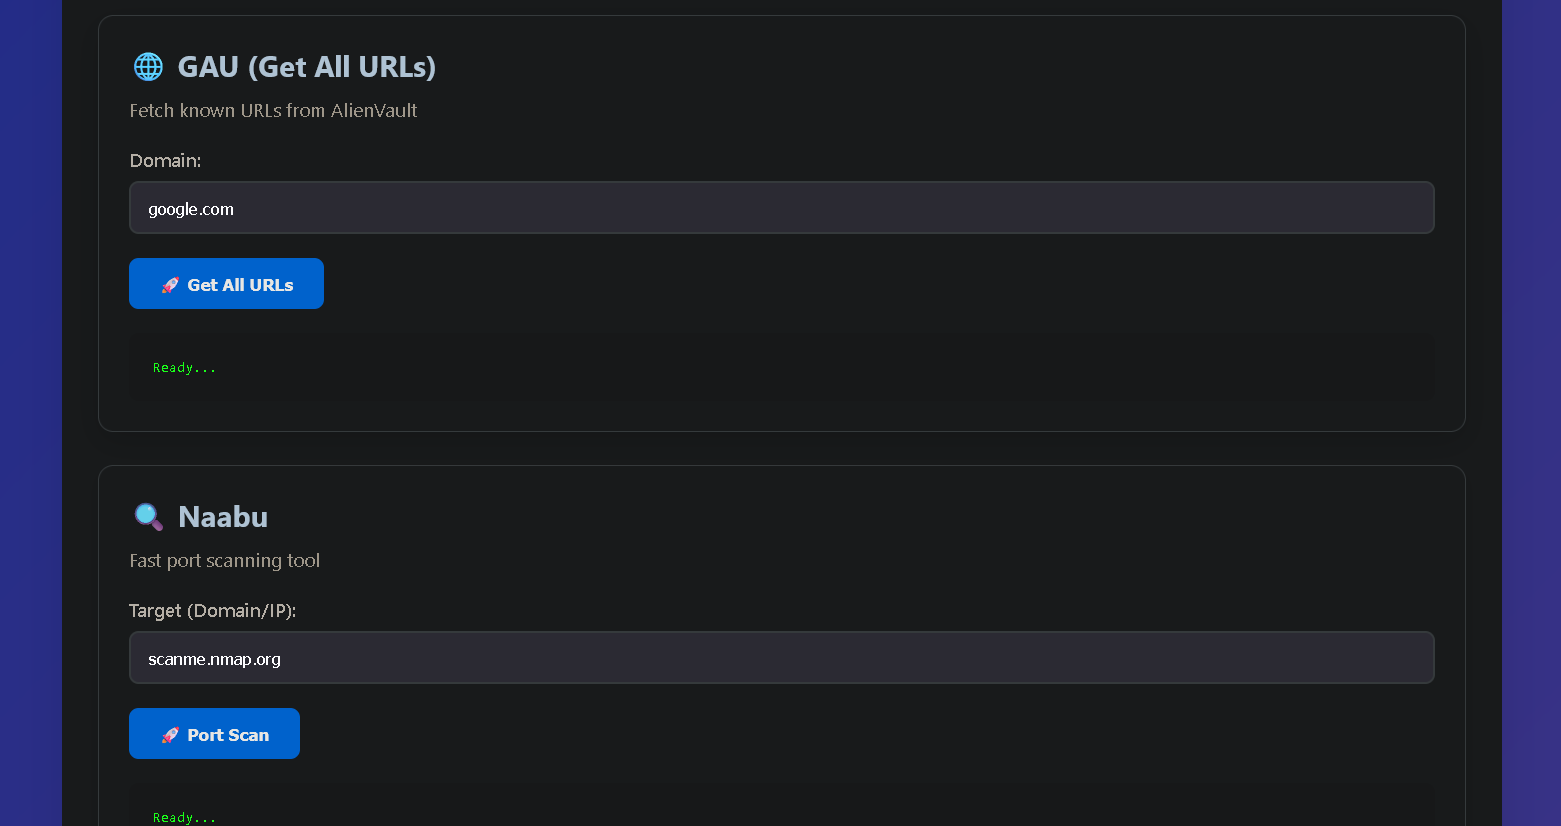 GAU (Get All URLs)
Fetch known URLs from AlienVault
Domain:
google.com
Get All URLs
Ready...
Naabu
Fast port scanning tool
Target (Domain/IP):
scanme.nmap.org
Port Scan
Ready...